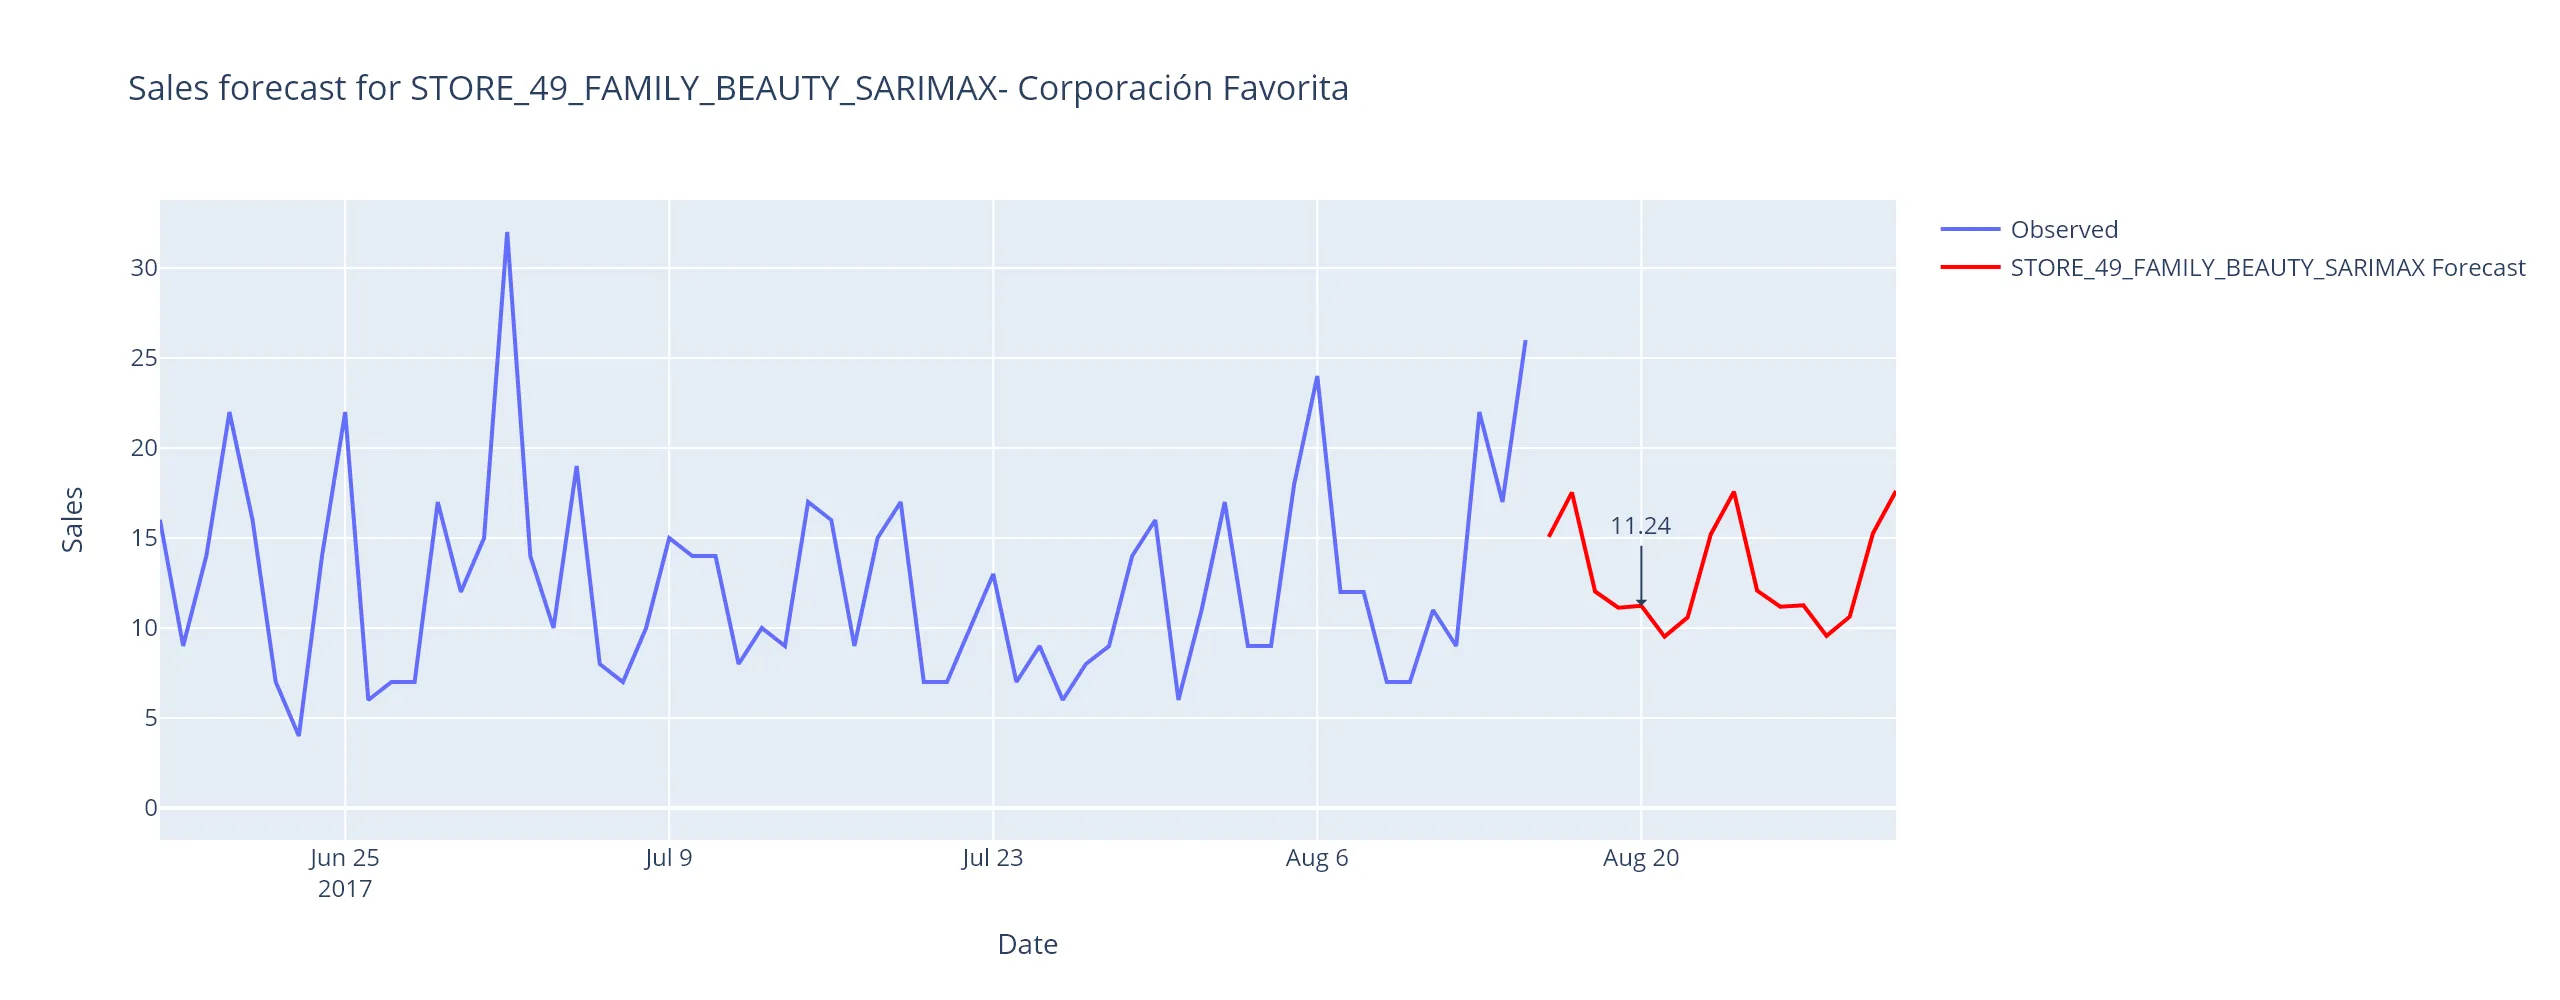 Sales forecast for STORE_49_FAMILY_BEAUTY_SARIMAX- Corporación Favorita
Observed
STORE_49_FAMILY_BEAUTY_SARIMAX Forecast
30
25
20
15
10
5
0
Sales
11.24
Jun 25
2017
Jul 9
Jul 23
Aug 6
Aug 20
Date